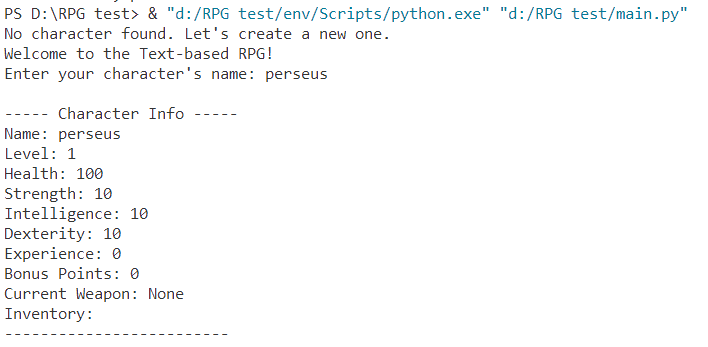 PS D:\RPG test> & "d:/RPG test/env/Scripts/python.exe" "d:/RPG test/main.py"
No character found. Let's create a new one.
Welcome to the Text-based RPG!
Enter your character's name: perseus

----- Character Info -----
Name: perseus
Level: 1
Health: 100
Strength: 10
Intelligence: 10
Dexterity: 10
Experience: 0
Bonus Points: 0
Current Weapon: None
Inventory:
-------------------------